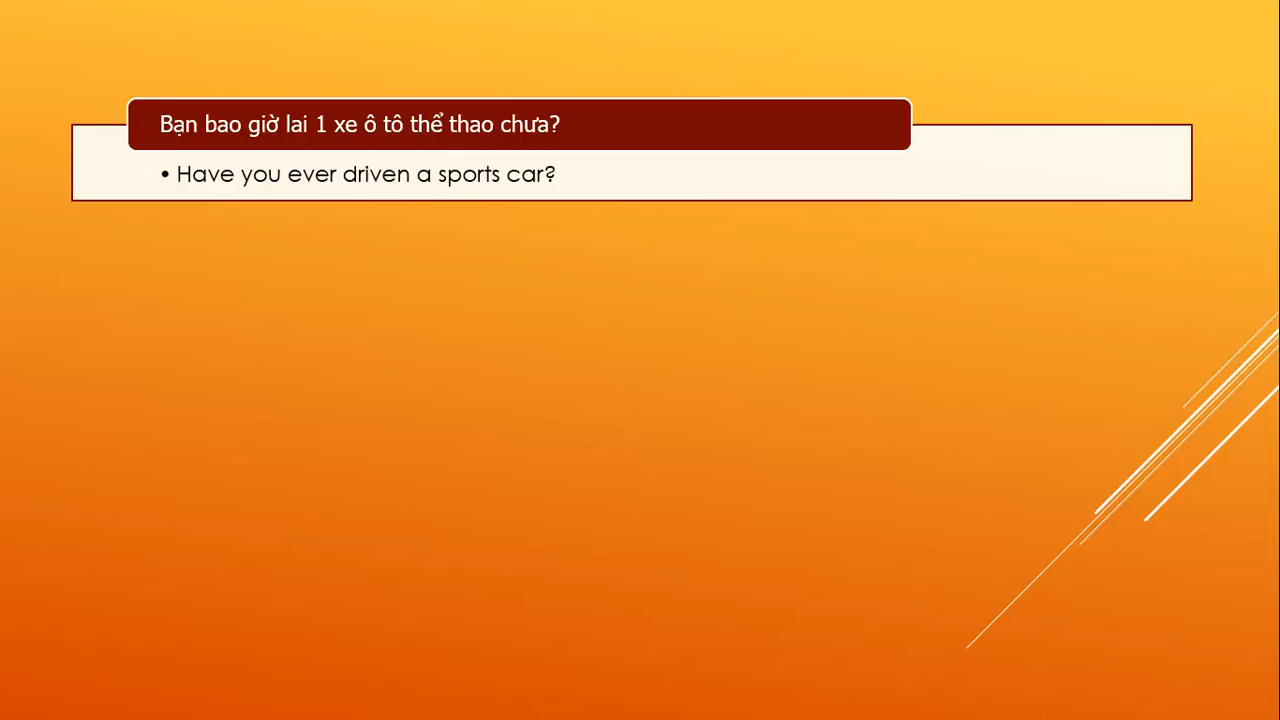 Bạn bao giờ lai 1 xe ô tô thể thao chưa?
• Have you ever driven a sports car?